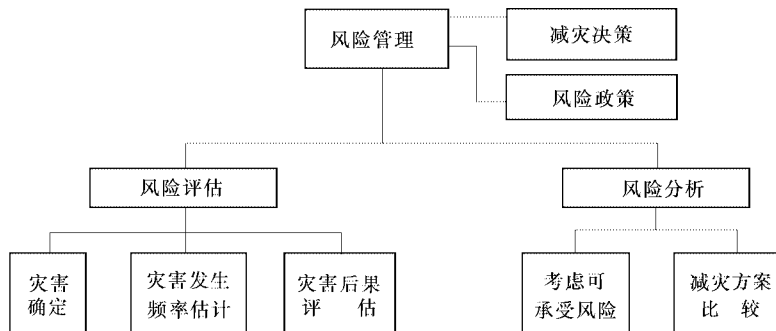 风险管理
减灾决策
风险政策
风险评估
风险分析
灾害
确定
灾害发生
频率估计
灾害后果
评 估
考虑可
承受风险
减灾方案
比 较